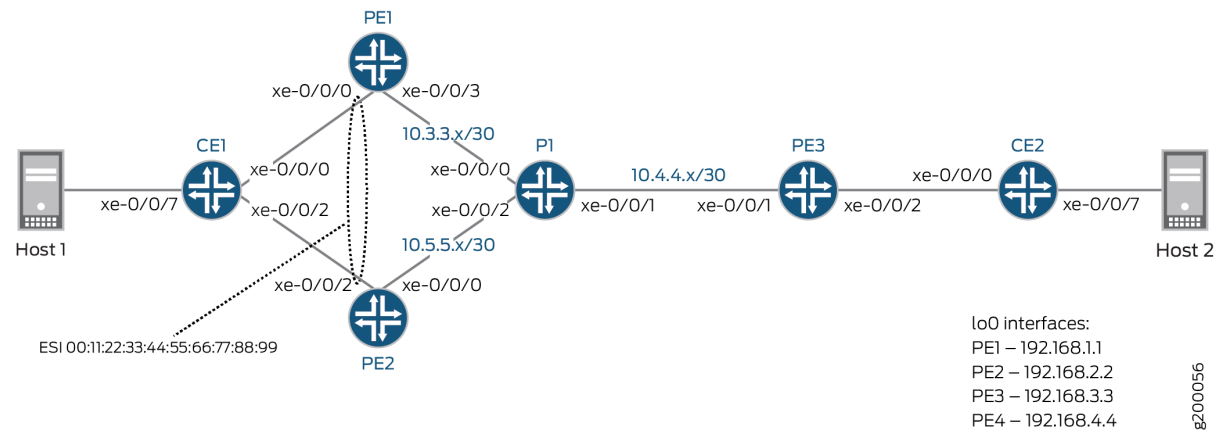 PE1
xe-0/0/0
xe-0/0/3
10.3.3.x/30
CE1
P1
PE3
CE2
xe-0/0/0
xe-0/0/0
10.4.4.x/30
xe-0/0/0
xe-0/0/7
xe-0/0/2
xe-0/0/2
xe-0/0/1
xe-0/0/1
xe-0/0/2
xe-0/0/7
Host 1
10.5.5.x/30
Host 2
xe-0/0/2
xe-0/0/0
ESI 00:11:22:33:44:55:66:77:88:99
PE2
lo0 interfaces:
PE1 – 192.168.1.1
PE2 – 192.168.2.2
PE3 – 192.168.3.3
PE4 – 192.168.4.4
g200056